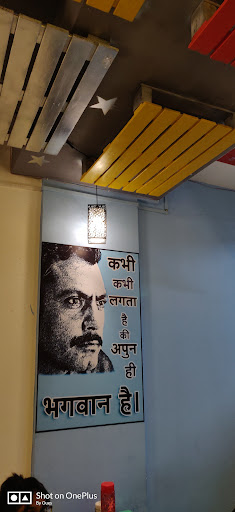 कभी
कभी
लगता
है
की
अपुन
ही
भगवान है।
Shot on OnePlus